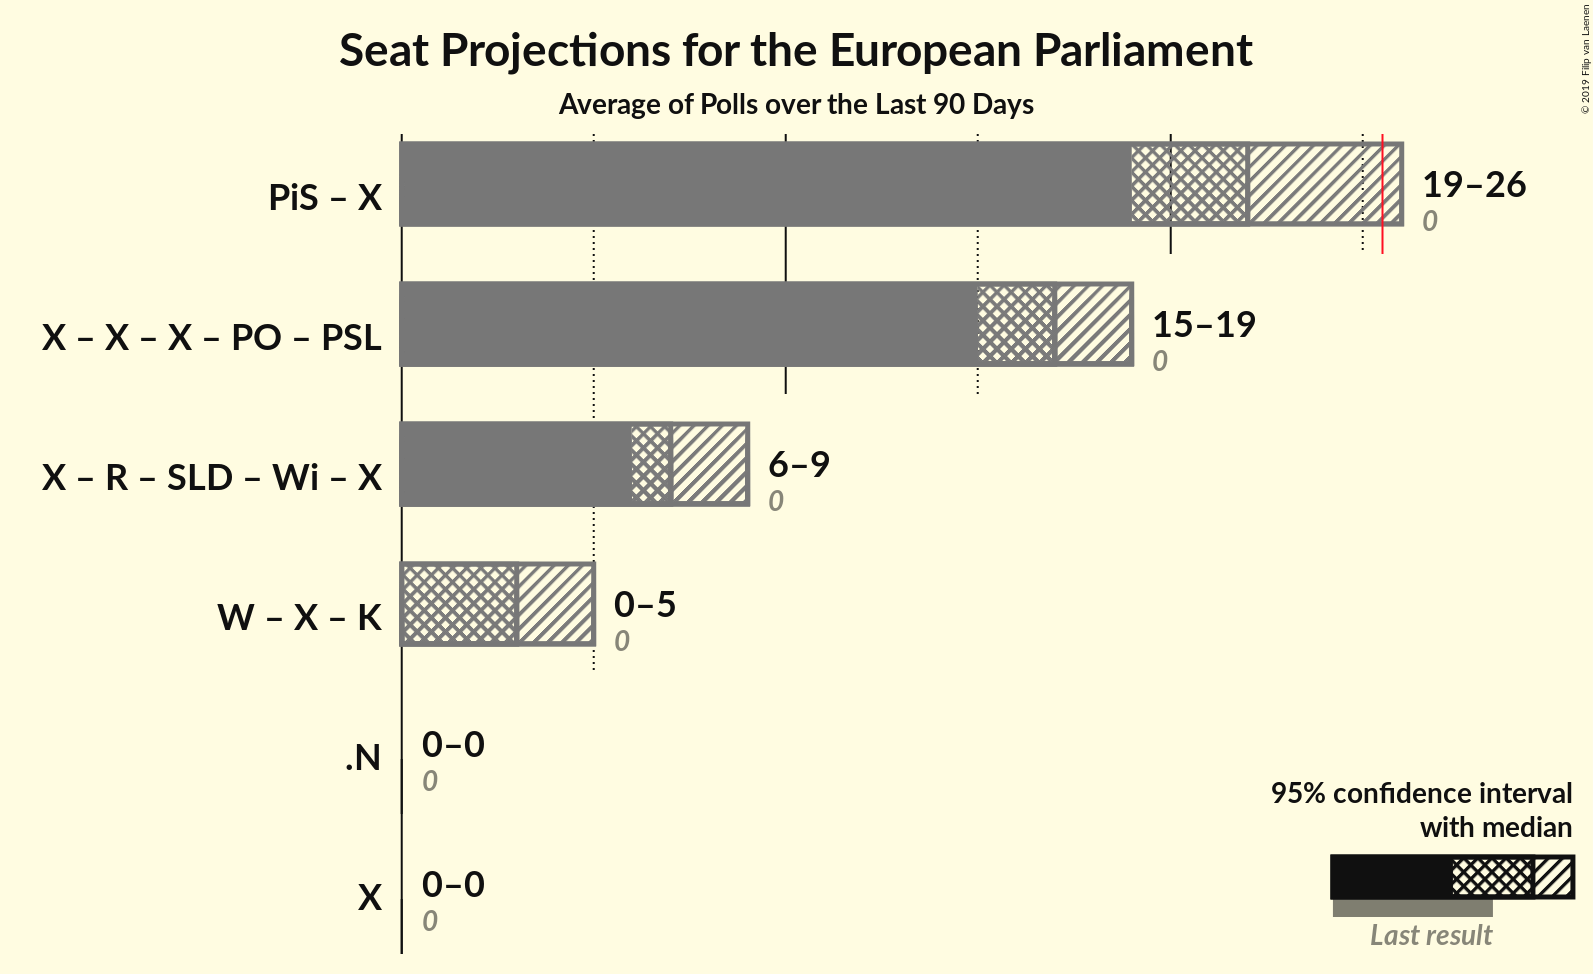 Seat Projections for the European Parliament
Average of Polls over the Last 90 Days
© 2019 Filip van Laenen
PiS – X
19–26
0
X – X – X – PO – PSL
15–19
0
X – R – SLD – Wi – X
6–9
0
W – X – K
0–5
0
.N
0–0
0
X
0–0
0
95% confidence interval
with median
Last result